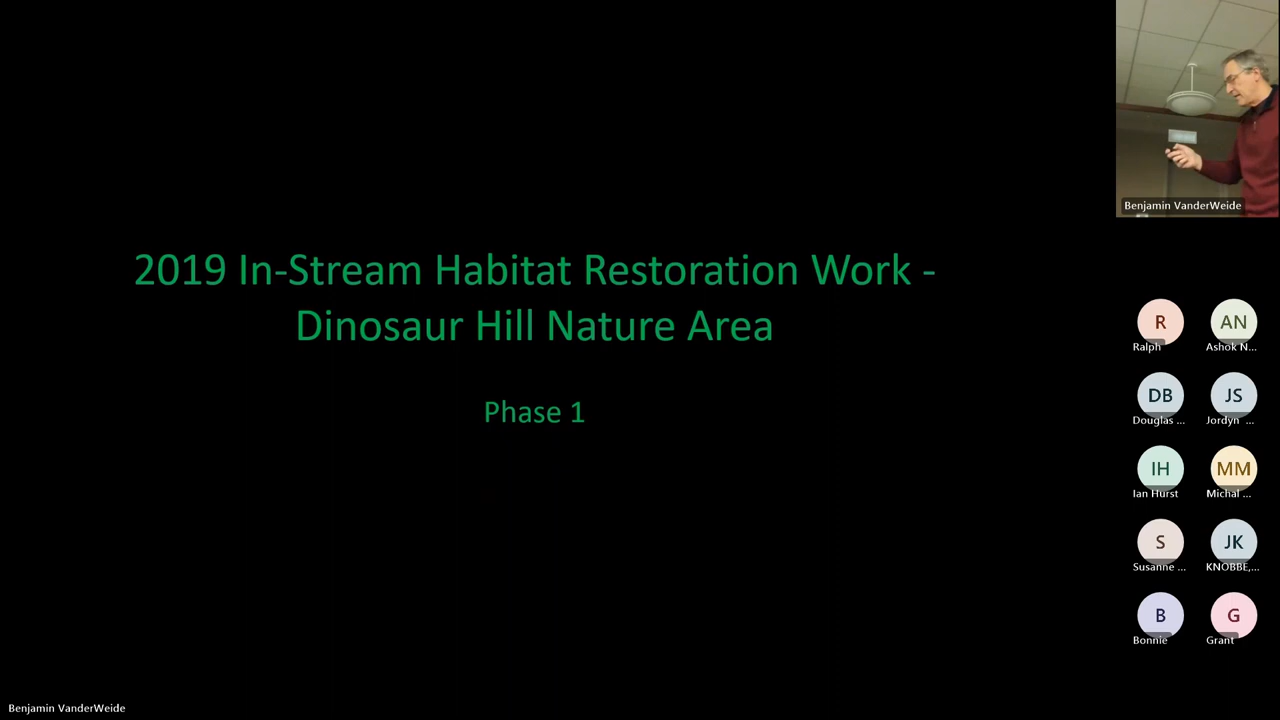 2019 In-Stream Habitat Restoration Work -
Dinosaur Hill Nature Area
Phase 1
Benjamin VanderWeide
R
AN
Ralph
Ashok N...
DB
JS
Douglas ...
Jordyn ...
IH
MM
Ian Hurst
Michal ...
S
JK
Susanne ...
KNOBBE,...
B
G
Bonnie
Grant
Benjamin VanderWeide